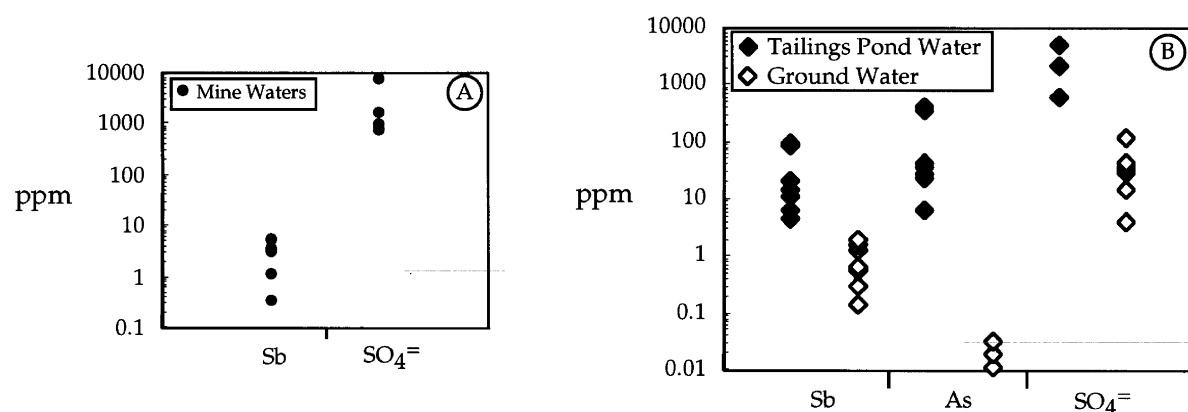 A
Mine Waters
10000
1000
100
10
1
0.1
ppm
Sb
SO4=
B
Tailings Pond Water
Ground Water
10000
1000
100
10
1
0.1
0.01
ppm
Sb
As
SO4=